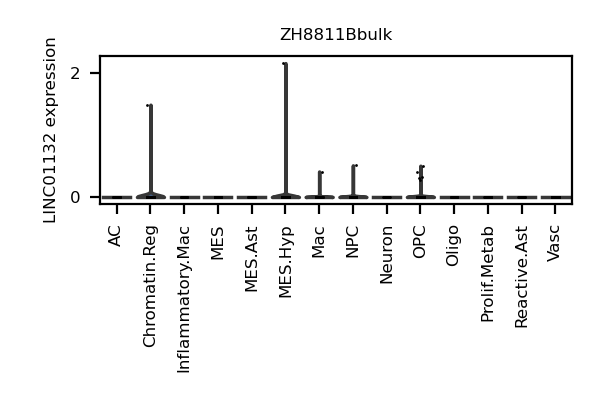 ZH8811Bbulk
LINC01132 expression
2
0
AC
Chromatin.Reg
Inflammatory.Mac
MES
MES.Ast
MES.Hyp
Mac
NPC
Neuron
OPC
Oligo
Prolif.Metab
Reactive.Ast
Vasc